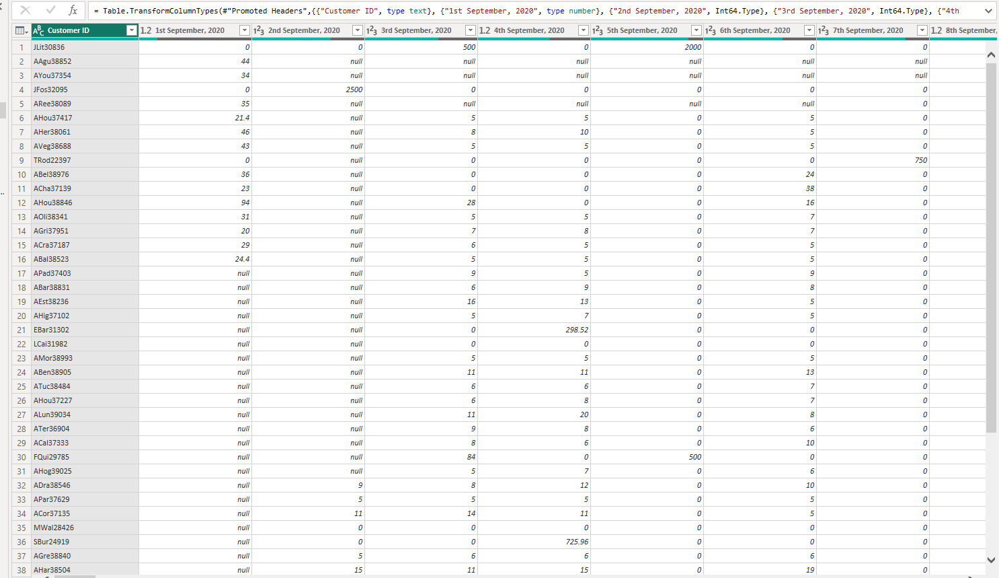 fx = Table.TransformColumnTypes(#"Promoted Headers",{{"Customer ID", type text}, {"1st September, 2020", type number}, {"2nd September, 2020", Int64.Type}, {"3rd September, 2020", Int64.Type}, {"4th
ABC Customer ID 1.2 1st September, 2020 123 2nd September, 2020 123 3rd September, 2020 1.2 4th September, 2020 123 5th September, 2020 123 6th September, 2020 123 7th September, 2020 1.2 8th September,
1 JLit30836 0 0 500 0 2000 0 0
2 AAgu38852 44 null null null null null null
3 AYou37354 34 null null null null null null
4 JFos32095 0 2500 0 0 0 0 0
5 ARee38089 35 null null null null null 0
6 AHou37417 21.4 null 5 5 0 5 0
7 AHer38061 46 null 8 10 0 5 0
8 AVeg38688 43 null 5 5 0 5 0
9 TRod22397 0 null 0 0 0 0 750
10 ABel38976 36 null 0 0 0 24 0
11 ACha37139 23 null 0 0 0 38 0
12 AHou38846 94 null 28 0 0 16 0
13 AOli38341 31 null 5 5 0 7 0
14 AGri37951 20 null 7 8 0 7 0
15 ACra37187 29 null 6 5 0 5 0
16 ABal38523 24.4 null 5 5 0 5 0
17 APad37403 null null 9 5 0 9 0
18 ABar38831 null null 6 9 0 8 0
19 AEst38236 null null 16 13 0 5 0
20 AHig37102 null null 5 7 0 5 0
21 EBar31302 null null 0 298.52 0 0 0
22 LCai31982 null null 0 0 0 0 0
23 AMor38993 null null 5 5 0 5 0
24 ABen38905 null null 11 11 0 13 0
25 ATuc38484 null null 6 6 0 7 0
26 AHou37227 null null 6 8 0 7 0
27 ALun39034 null null 11 20 0 8 0
28 ATer36904 null null 9 8 0 6 0
29 ACal37333 null null 8 6 0 10 0
30 FQui29785 null null 84 0 500 0 0
31 AHog39025 null null 5 7 0 6 0
32 ADra38546 null 9 8 12 0 10 0
33 APar37629 null 5 5 5 0 5 0
34 ACor37135 null 11 14 11 0 5 0
35 MWal28426 null 0 0 0 0 0 0
36 SBur24919 null 0 0 725.96 0 0 0
37 AGre38840 null 5 6 6 0 6 0
38 AHar38504 null 15 11 15 0 19 0